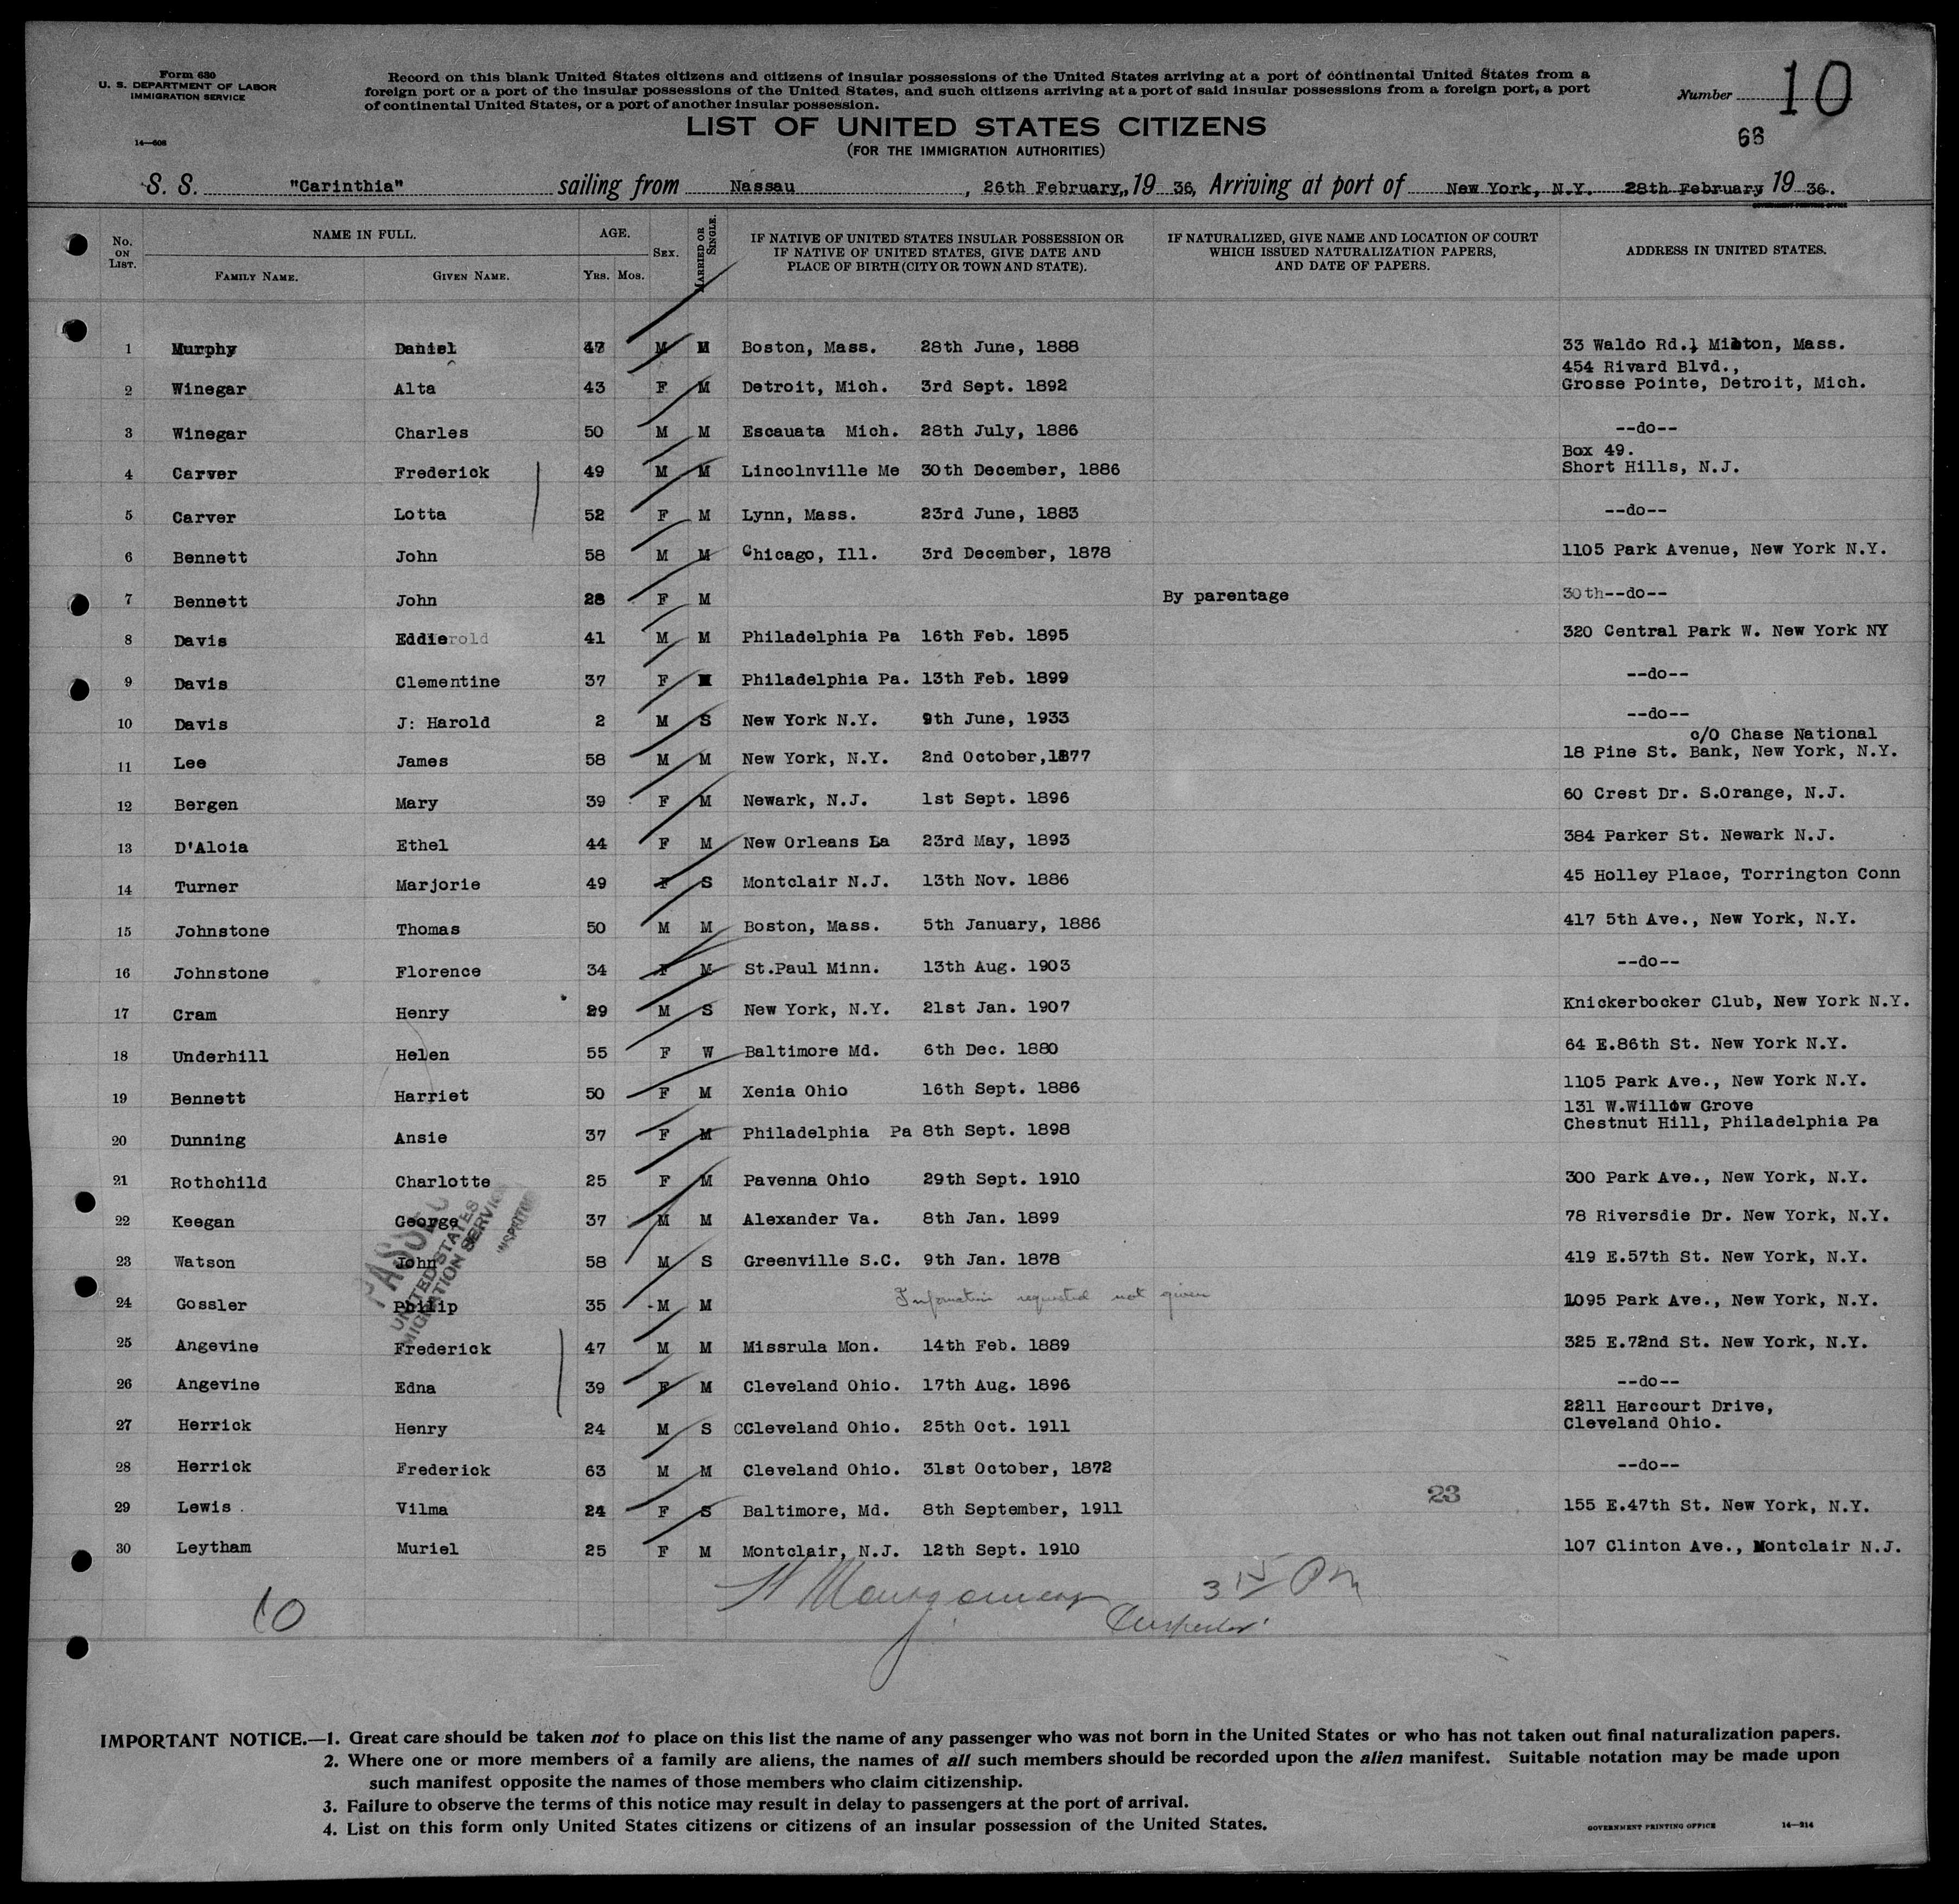 Form 630
U. S. DEPARTMENT OF LABOR
IMMIGRATION SERVICE
14—608
Record on this blank United States citizens and citizens of insular possessions of the United States arriving at a port of continental United States from a
foreign port or a port of the insular possessions of the United States, and such citizens arriving at a port of said insular possessions from a foreign port, a port
of continental United States, or a port of another insular possession.
Number 10
LIST OF UNITED STATES CITIZENS
(FOR THE IMMIGRATION AUTHORITIES)
S. S. "Carinthia" sailing from Nassau, 26th February, 19 36, Arriving at port of New York, N.Y. 28th February 19 36.
GOVERNMENT PRINTING OFFICE
No. ON LIST. NAME IN FULL. FAMILY NAME. GIVEN NAME. AGE. YRS. MOS. SEX. MARRIED OR SINGLE. IF NATIVE OF UNITED STATES INSULAR POSSESSION OR IF NATIVE OF UNITED STATES, GIVE DATE AND PLACE OF BIRTH (CITY OR TOWN AND STATE). IF NATURALIZED, GIVE NAME AND LOCATION OF COURT WHICH ISSUED NATURALIZATION PAPERS, AND DATE OF PAPERS. ADDRESS IN UNITED STATES.
1 Murphy Daniel 47 M M Boston, Mass. 28th June, 1888 33 Waldo Rd., Milton, Mass.
454 Rivard Blvd.,
2 Winegar Alta 43 F M Detroit, Mich. 3rd Sept. 1892 Grosse Pointe, Detroit, Mich.
3 Winegar Charles 50 M M Escauata Mich. 28th July, 1886 --do--
Box 49.
4 Carver Frederick 49 M M Lincolnville Me 30th December, 1886 Short Hills, N.J.
5 Carver Lotta 52 F M Lynn, Mass. 23rd June, 1883 --do--
6 Bennett John 58 M M Chicago, Ill. 3rd December, 1878 1105 Park Avenue, New York N.Y.
7 Bennett John 28 F M By parentage 30th--do--
8 Davis Eddierold 41 M M Philadelphia Pa 16th Feb. 1895 320 Central Park W. New York NY
9 Davis Clementine 37 F M Philadelphia Pa. 13th Feb. 1899 --do--
10 Davis J: Harold 2 M S New York N.Y. 9th June, 1933 --do--
c/O Chase National
11 Lee James 58 M M New York, N.Y. 2nd October,1877 18 Pine St. Bank, New York, N.Y.
12 Bergen Mary 39 F M Newark, N.J. 1st Sept. 1896 60 Crest Dr. S.Orange, N.J.
13 D'Aloia Ethel 44 F M New Orleans La 23rd May, 1893 384 Parker St. Newark N.J.
14 Turner Marjorie 49 F S Montclair N.J. 13th Nov. 1886 45 Holley Place, Torrington Conn
15 Johnstone Thomas 50 M M Boston, Mass. 5th January, 1886 417 5th Ave., New York, N.Y.
16 Johnstone Florence 34 F M St.Paul Minn. 13th Aug. 1903 --do--
17 Cram Henry 29 M S New York, N.Y. 21st Jan. 1907 Knickerbocker Club, New York N.Y.
18 Underhill Helen 55 F W Baltimore Md. 6th Dec. 1880 64 E.86th St. New York N.Y.
19 Bennett Harriet 50 F M Xenia Ohio 16th Sept. 1886 1105 Park Ave., New York N.Y.
131 W.Willow Grove
20 Dunning Ansie 37 F M Philadelphia Pa 8th Sept. 1898 Chestnut Hill, Philadelphia Pa
21 Rothchild Charlotte 25 F M Pavenna Ohio 29th Sept. 1910 300 Park Ave., New York, N.Y.
22 Keegan George 37 M M Alexander Va. 8th Jan. 1899 78 Riversdie Dr. New York, N.Y.
23 Watson John 58 M S Greenville S.C. 9th Jan. 1878 419 E.57th St. New York, N.Y.
24 Gossler Philip 35 M M Information requested not given 1095 Park Ave., New York, N.Y.
PASSED
UNITED STATES
IMMIGRATION SERVICE
25 Angevine Frederick 47 M M Missrula Mon. 14th Feb. 1889 325 E.72nd St. New York, N.Y.
26 Angevine Edna 39 F M Cleveland Ohio. 17th Aug. 1896 --do--
2211 Harcourt Drive,
27 Herrick Henry 24 M S CCleveland Ohio. 25th Oct. 1911 Cleveland Ohio.
28 Herrick Frederick 63 M M Cleveland Ohio. 31st October, 1872 --do--
23
29 Lewis Vilma 24 F S Baltimore, Md. 8th September, 1911 155 E.47th St. New York, N.Y.
30 Leytham Muriel 25 F M Montclair, N.J. 12th Sept. 1910 107 Clinton Ave., Montclair N.J.
10 H Montgomery 3 15 Pm
Inspector
IMPORTANT NOTICE.—1. Great care should be taken not to place on this list the name of any passenger who was not born in the United States or who has not taken out final naturalization papers.
2. Where one or more members of a family are aliens, the names of all such members should be recorded upon the alien manifest. Suitable notation may be made upon
such manifest opposite the names of those members who claim citizenship.
3. Failure to observe the terms of this notice may result in delay to passengers at the port of arrival.
4. List on this form only United States citizens or citizens of an insular possession of the United States.
GOVERNMENT PRINTING OFFICE 14—214